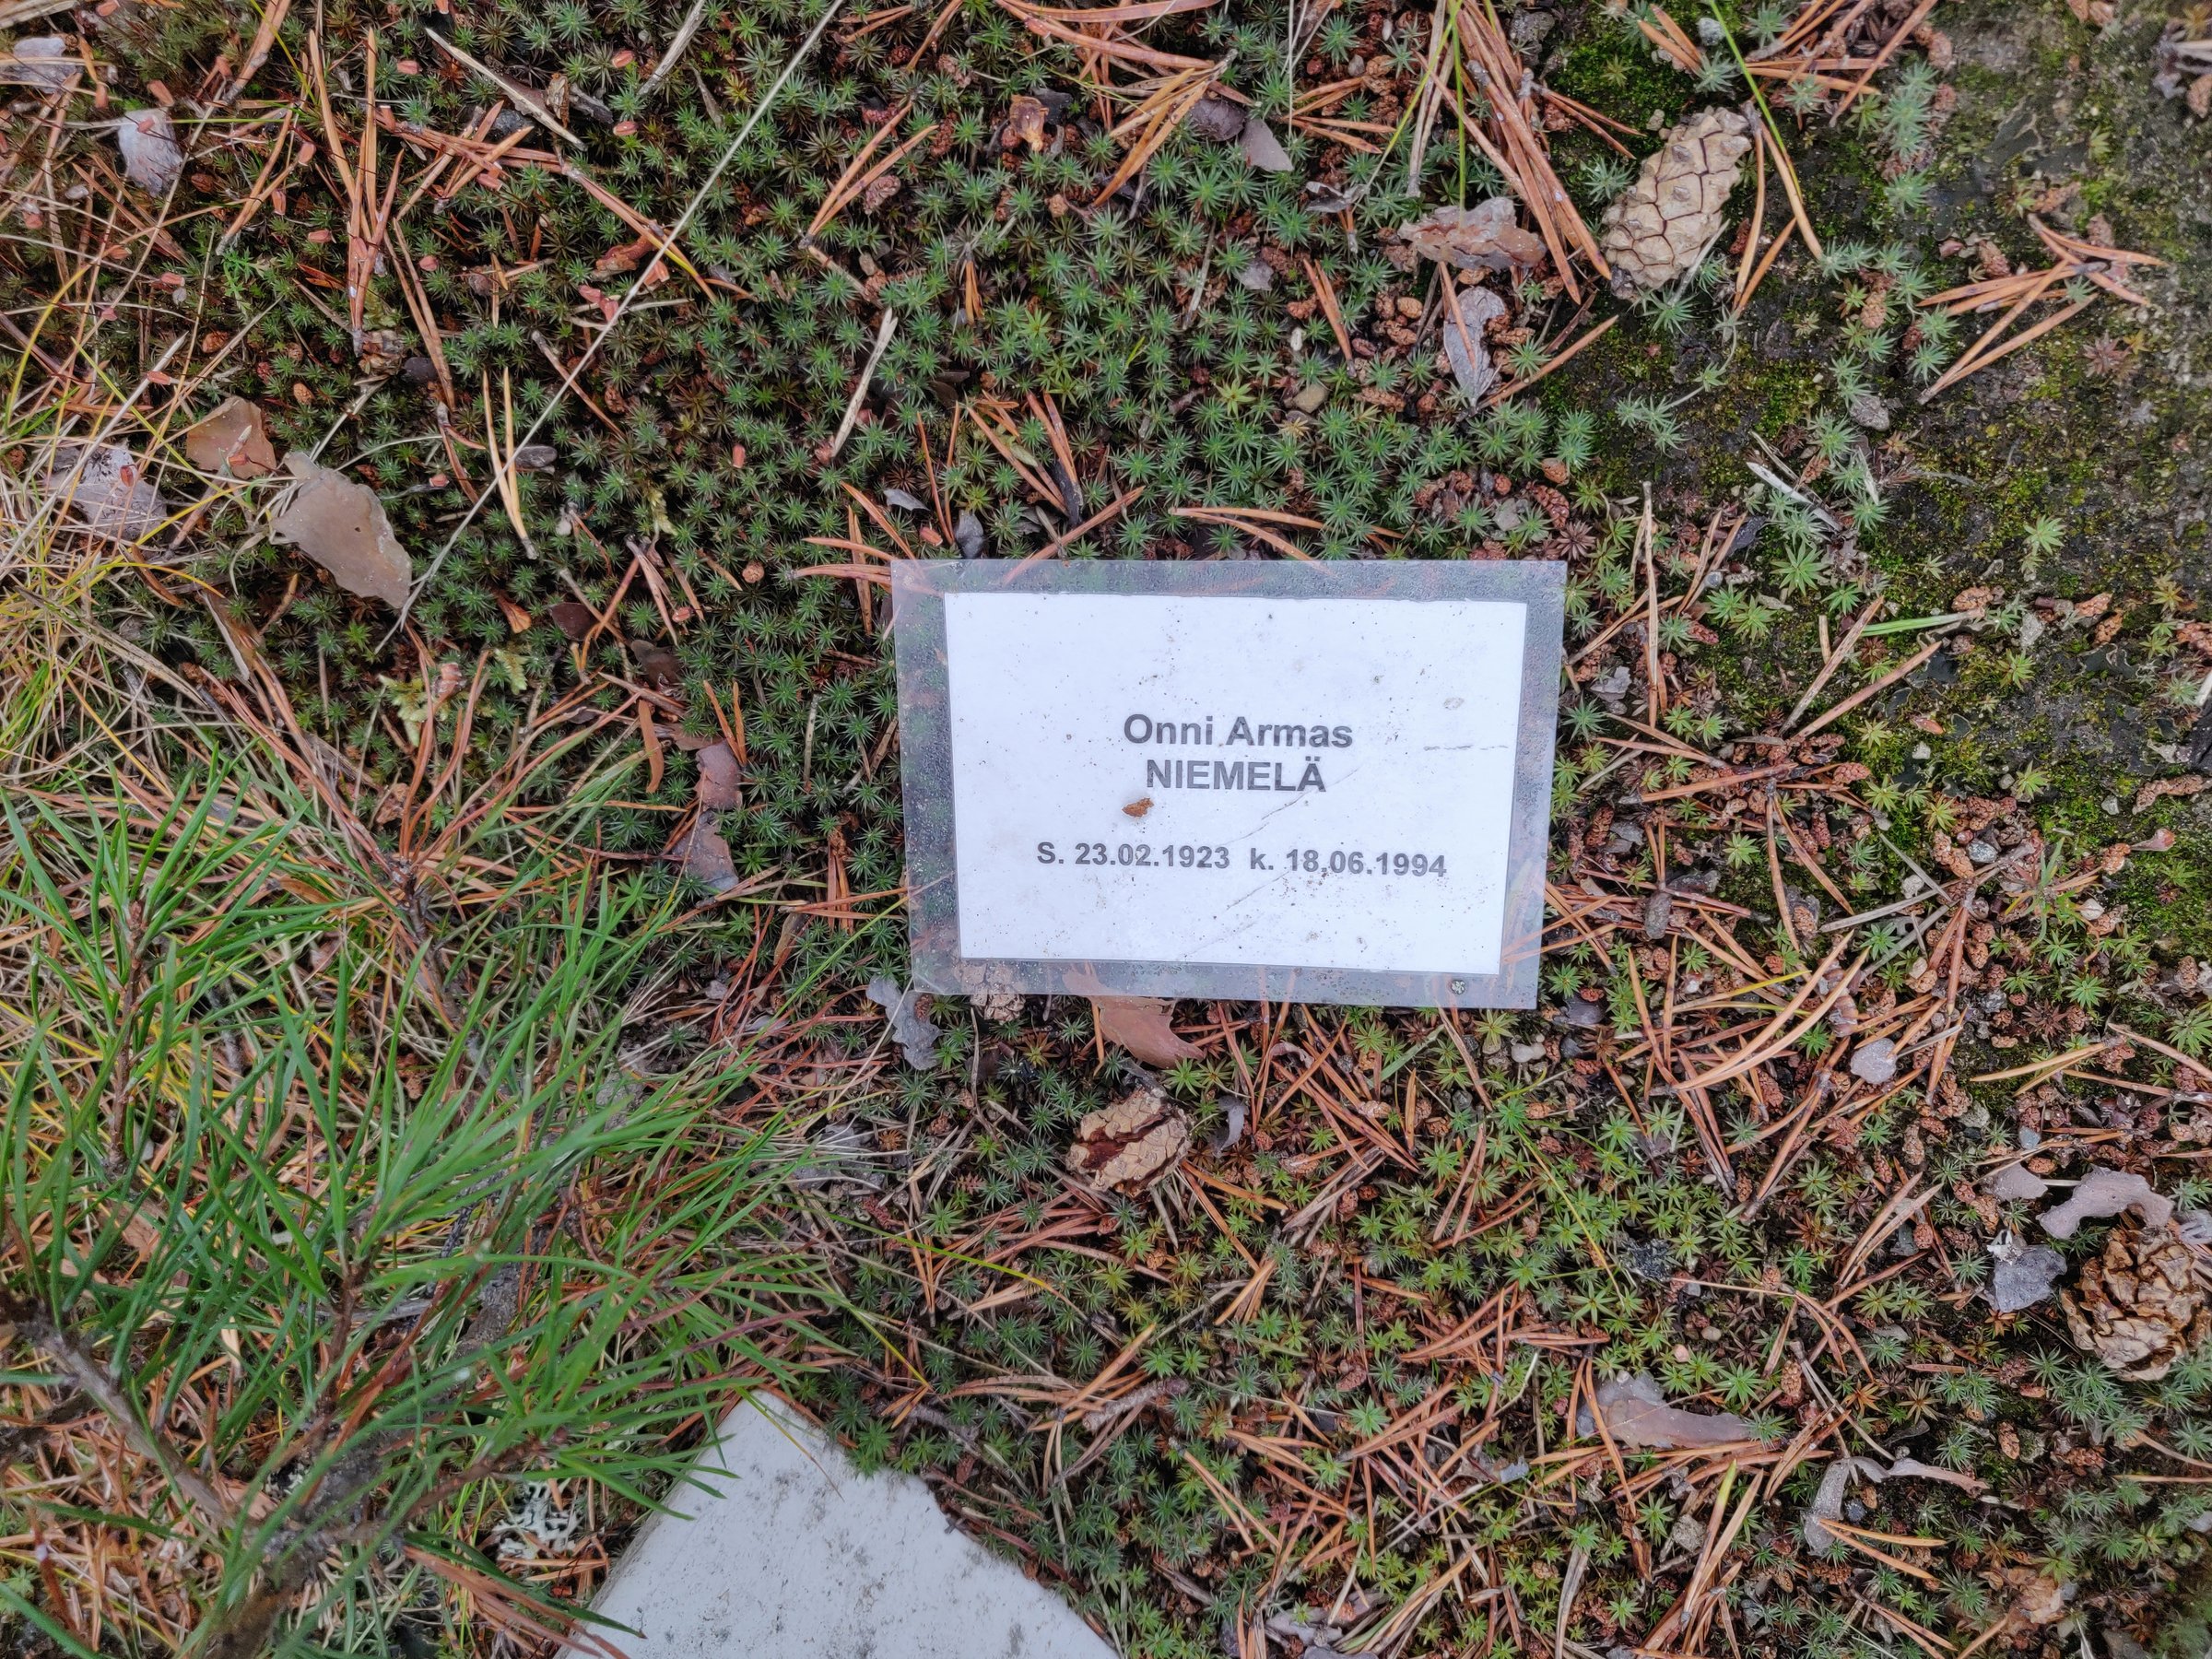 Onni Armas
NIEMELÄ
S. 23.02.1923 k. 18.06.1994